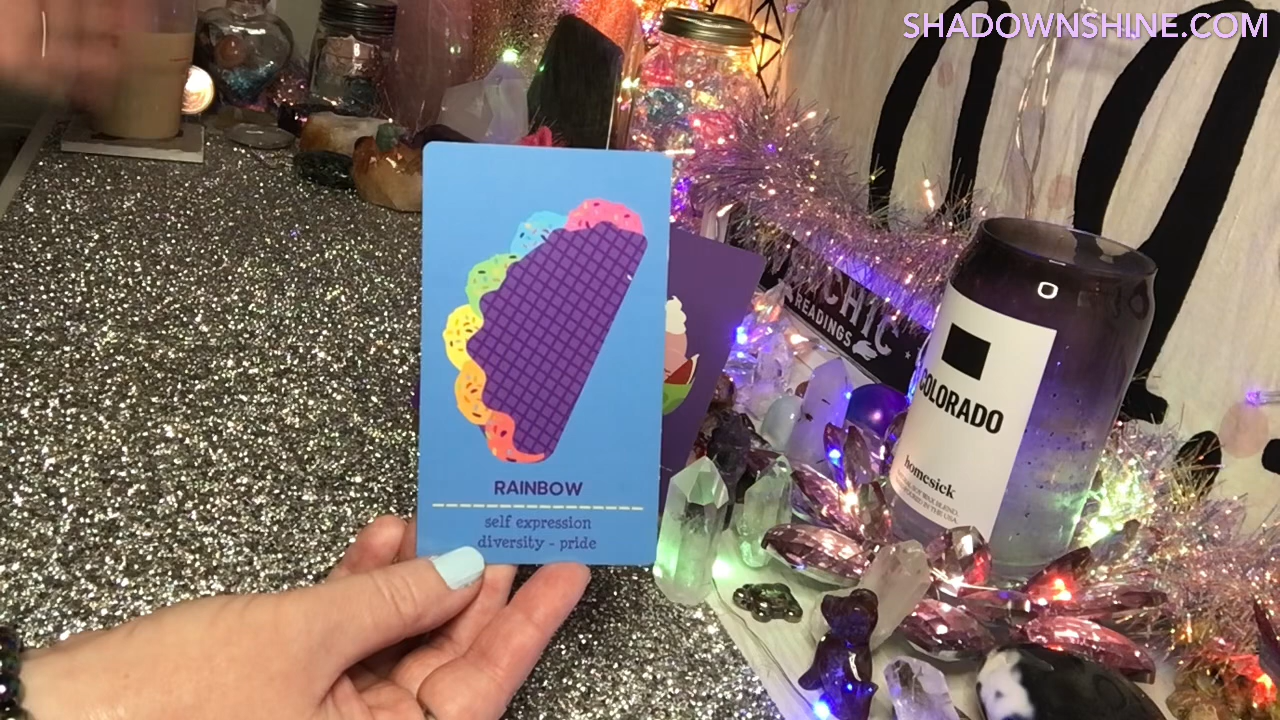 SHADOWNSHINE.COM
RAINBOW
self expression
diversity - pride
READINGS
COLORADO
homesick